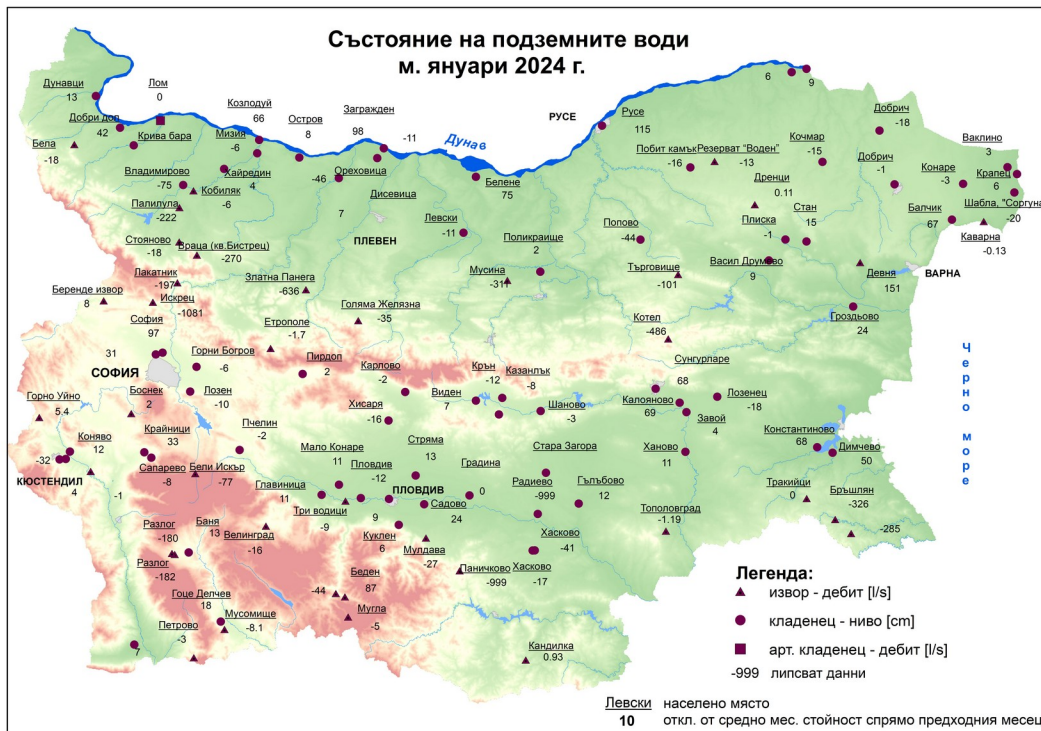 Състояние на подземните води
м. януари 2024 г.
Дунавци
13
Лом
0
Добри дол
42
Крива бара
Козлодуй
66
Мизия
-6
Остров
8
Загражден
98
-11
Дунав
РУСЕ
Русе
115
6
9
Добрич
-18
Бела
-18
Владимирово
-75
Хайредин
4
Кобиляк
-6
Ореховица
-46
Дисевица
7
Белене
75
Побит камък
-16
Резерват "Воден"
-13
Кочмар
-15
Добрич
-1
Ваклино
3
Конаре
-3
Крапец
6
Шабла, "Соргуна
-20
Палилула
-222
Дренци
0.11
Стан
15
Балчик
67
Каварна
-0.13
Стояново
-18
Враца (кв.Бистрец)
-270
ПЛЕВЕН
Левски
-11
Поликраище
2
Попово
-44
Плиска
-1
Васил Друмево
9
Девня
151
ВАРНА
Лакатник
-197
Златна Панега
-636
Мусина
-31
Търговище
-101
Беренде извор
8
Искрец
-1081
Голяма Желязна
-35
Котел
-486
Гроздьово
24
София
97
31
СОФИЯ
Етрополе
-1.7
Горни Богров
-6
Пирдоп
2
Карлово
-2
Крън
-12
Казанлък
-8
Сунгурларе
68
Черно море
Горно Уйно
5.4
Боснек
2
Лозен
-10
Хисаря
-16
Виден
7
Шаново
-3
Калояново
69
Завой
4
Лозенец
-18
Коняво
12
-32
КЮСТЕНДИЛ
4
-1
Крайници
33
Пчелин
-2
Сапарево
-8
Бели Искър
-77
Мало Конаре
11
Пловдив
-12
Стряма
13
Градина
0
Стара Загора
Радиево
-999
Гълъбово
12
Ханово
11
Константиново
68
Димчево
50
Главиница
11
Три водици
-9
ПЛОВДИВ
9
Садово
24
Тракийци
0
Бръшлян
-326
-285
Разлог
-180
Баня
13
Велинград
-16
Куклен
6
Мулдава
-27
Хасково
-41
Хасково
-17
Тополовград
-1.19
Разлог
-182
Беден
87
-44
Паничково
-999
Гоце Делчев
18
Мусомище
-8.1
Мугла
-5
Петрово
-3
7
Кандилка
0.93
Легенда:
извор - дебит [l/s]
кладенец - ниво [cm]
арт. кладенец - дебит [l/s]
-999 липсват данни
Левски населено място
10 откл. от средно мес. стойност спрямо предходния месец